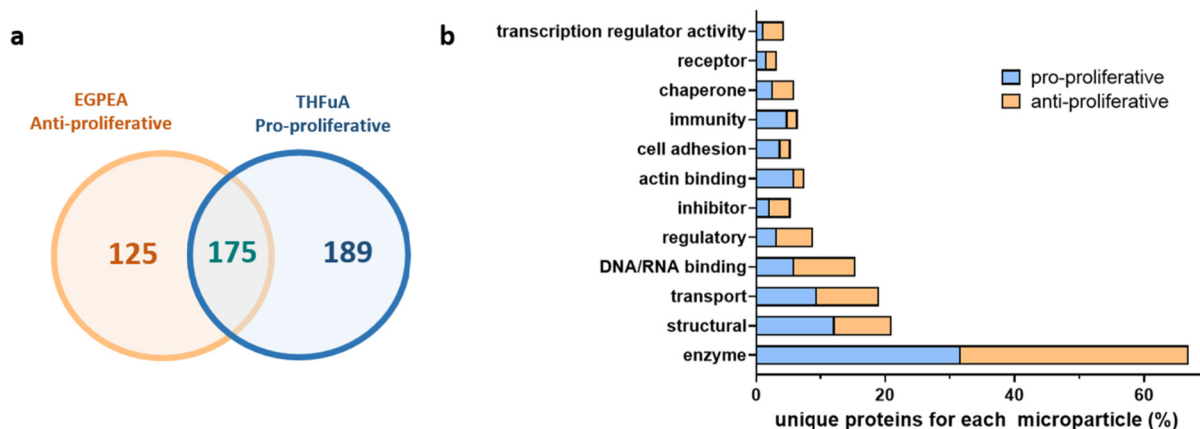 a
EGPEA
Anti-proliferative
THFuA
Pro-proliferative
125
175
189
b
transcription regulator activity
receptor
chaperone
immunity
cell adhesion
actin binding
inhibitor
regulatory
DNA/RNA binding
transport
structural
enzyme
pro-proliferative
anti-proliferative
0
20
40
60
unique proteins for each microparticle (%)